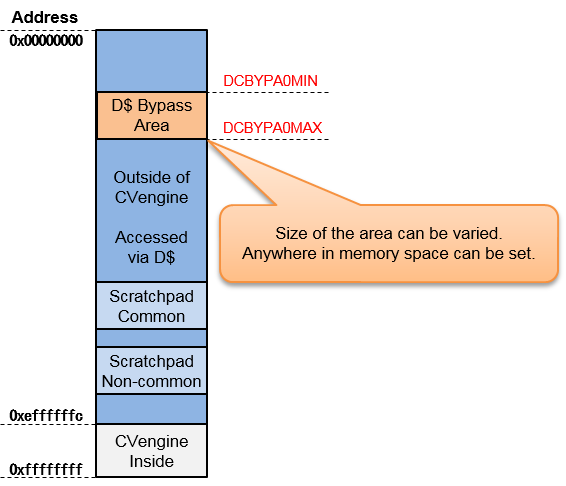 Address
0x00000000
DCBYPA0MIN
D$ Bypass
Area
DCBYPA0MAX
Outside of
CVengine
Accessed
via D$
Size of the area can be varied.
Anywhere in memory space can be set.
Scratchpad
Common
Scratchpad
Non-common
0xeffffffc
CVengine
Inside
0xffffffff